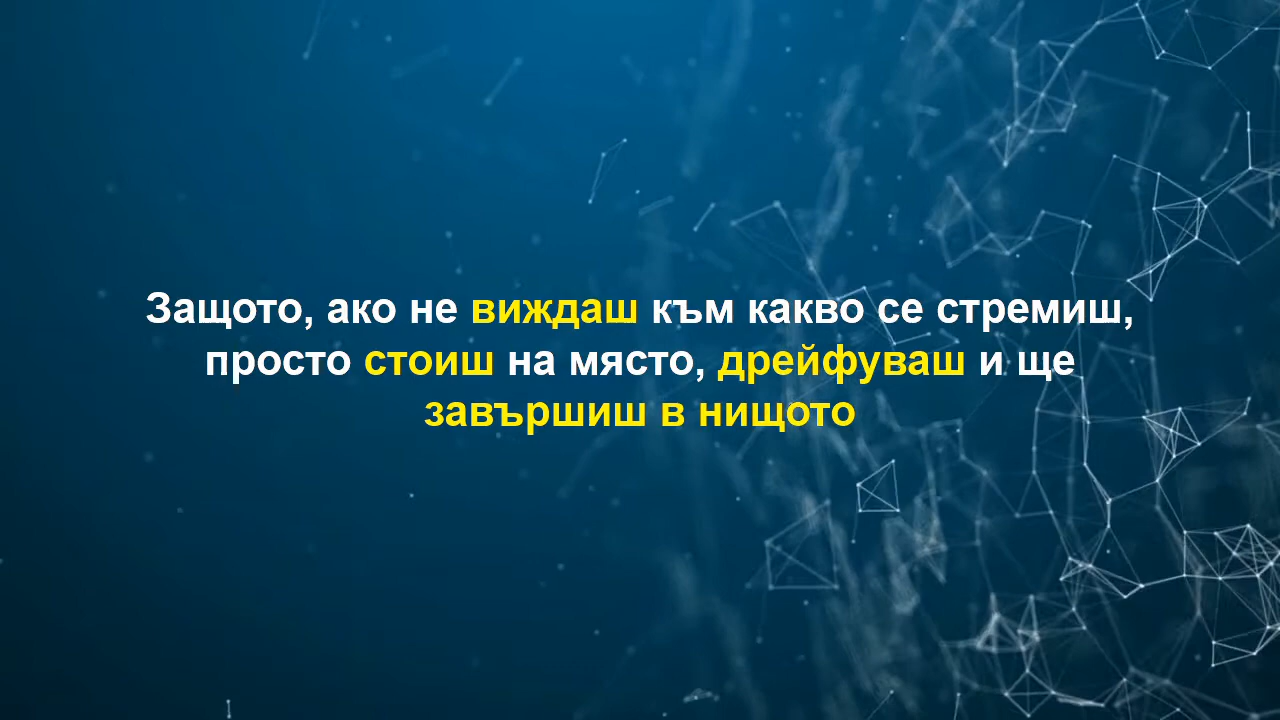 Защото, ако не виждаш към какво се стремиш,
просто стоиш на място, дрейфуваш и ще
завършиш в нищото